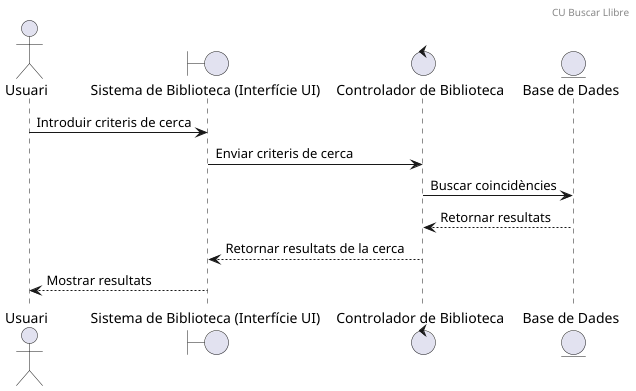 CU Buscar Llibre
Usuari
Sistema de Biblioteca (Interfície UI)
Controlador de Biblioteca
Base de Dades
Introduir criteris de cerca
Enviar criteris de cerca
Buscar coincidències
Retornar resultats
Retornar resultats de la cerca
Mostrar resultats
Usuari
Sistema de Biblioteca (Interfície UI)
Controlador de Biblioteca
Base de Dades